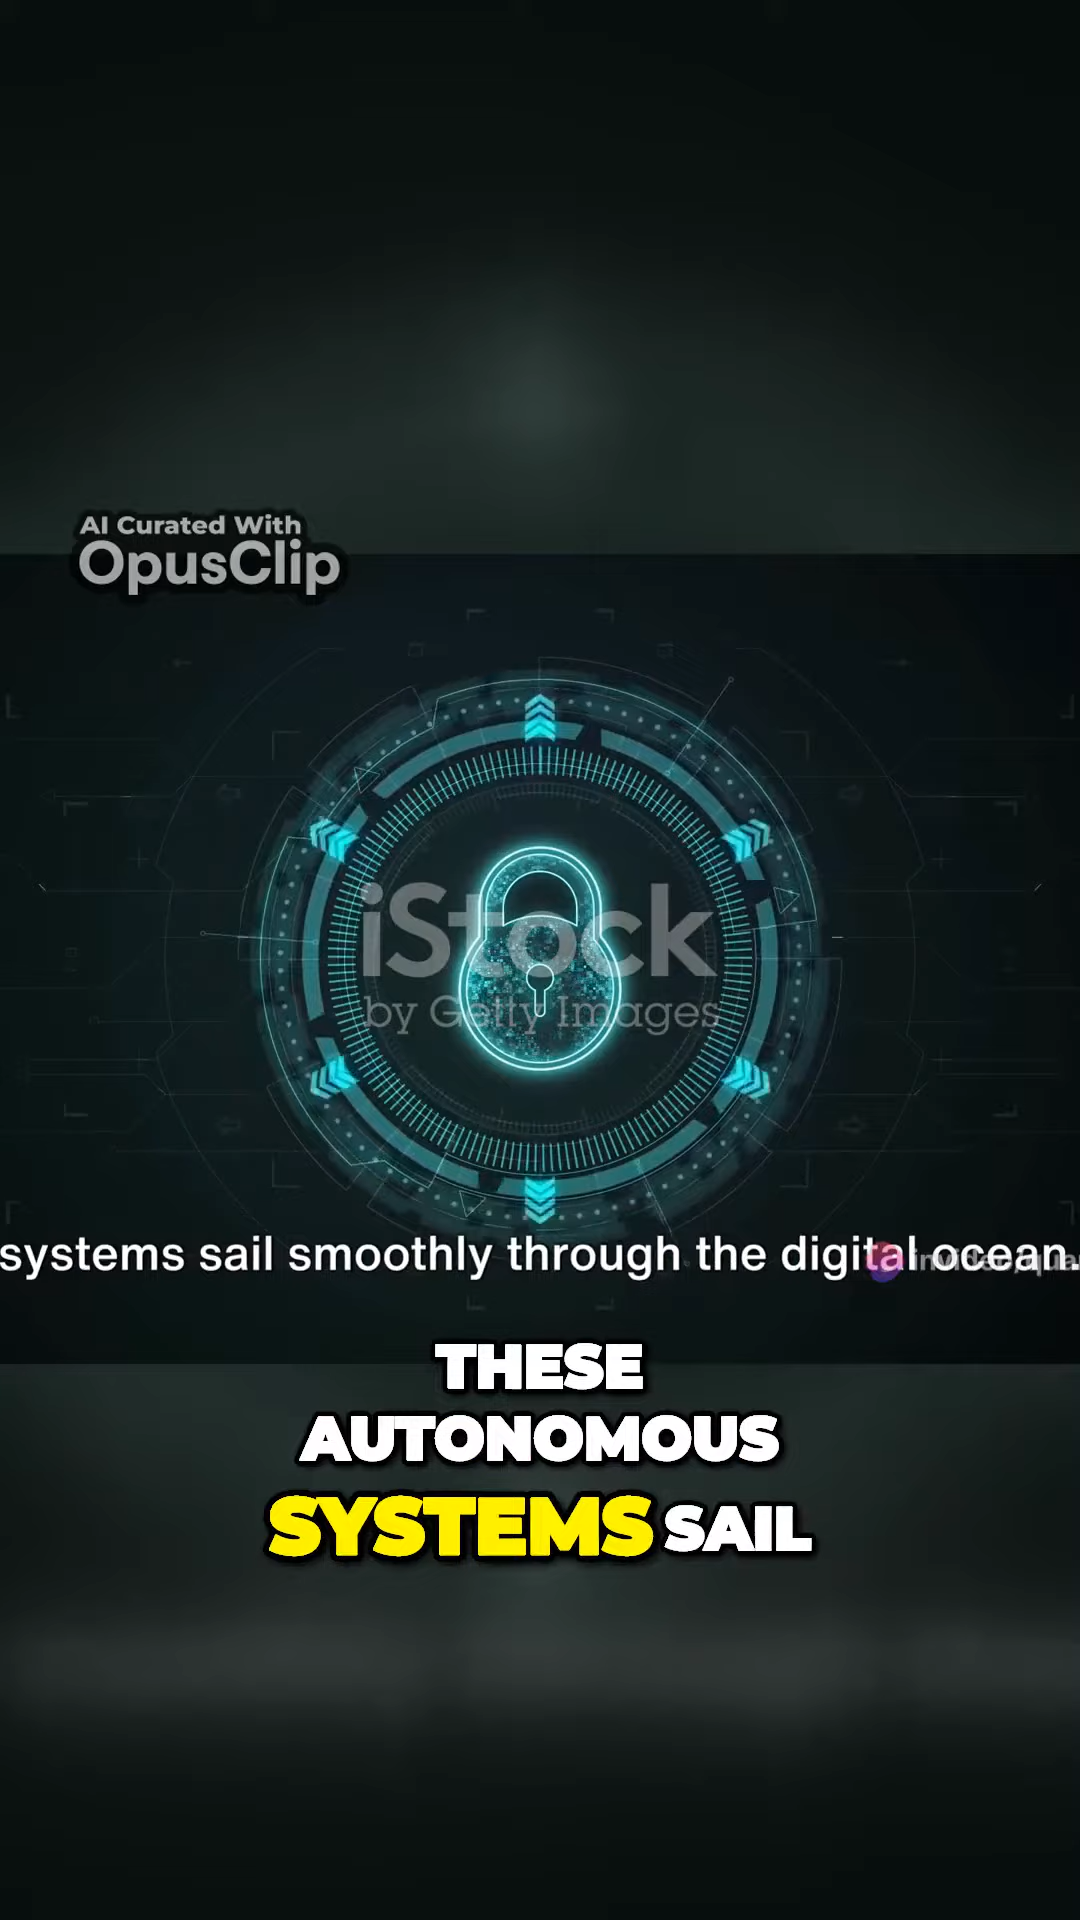 AI Curated With
OpusClip
iStock
by Getty Images
systems sail smoothly through the digital ocean.
THESE
AUTONOMOUS
SYSTEMS SAIL